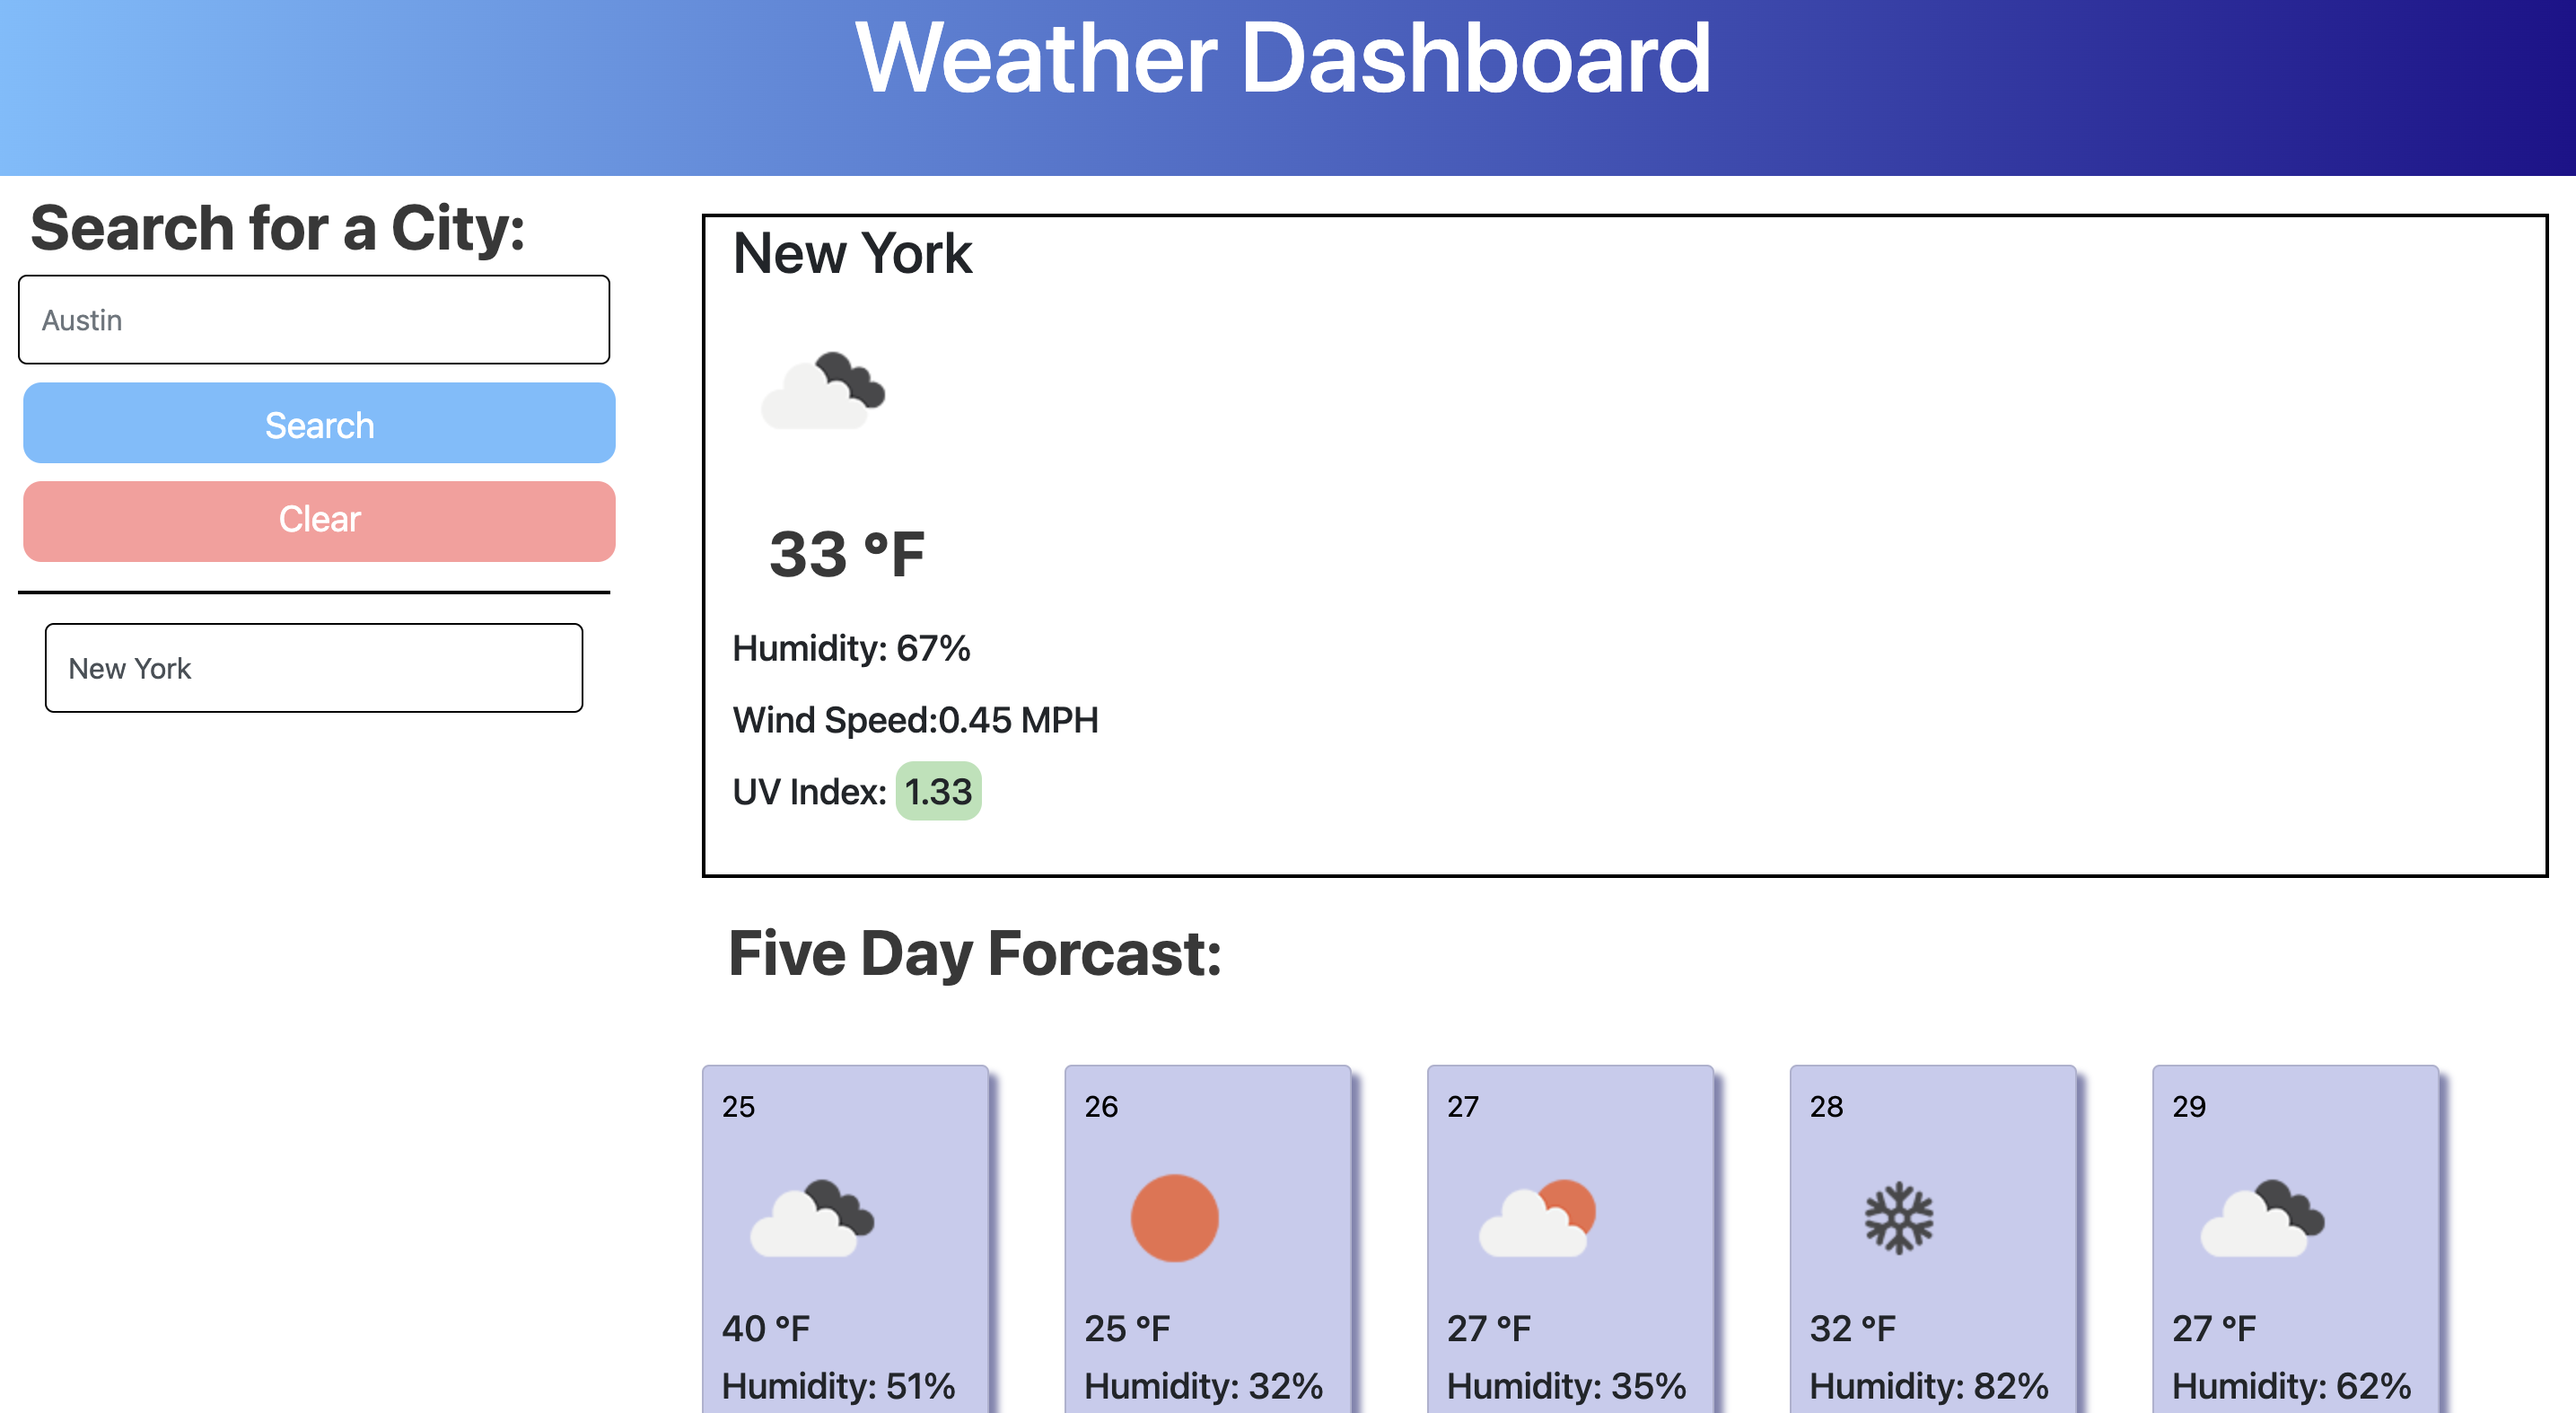 Weather Dashboard
Search for a City:
Austin
Search
Clear
New York
New York
33 °F
Humidity: 67%
Wind Speed:0.45 MPH
UV Index: 1.33
Five Day Forcast:
25
40 °F
Humidity: 51%
26
25 °F
Humidity: 32%
27
27 °F
Humidity: 35%
28
32 °F
Humidity: 82%
29
27 °F
Humidity: 62%